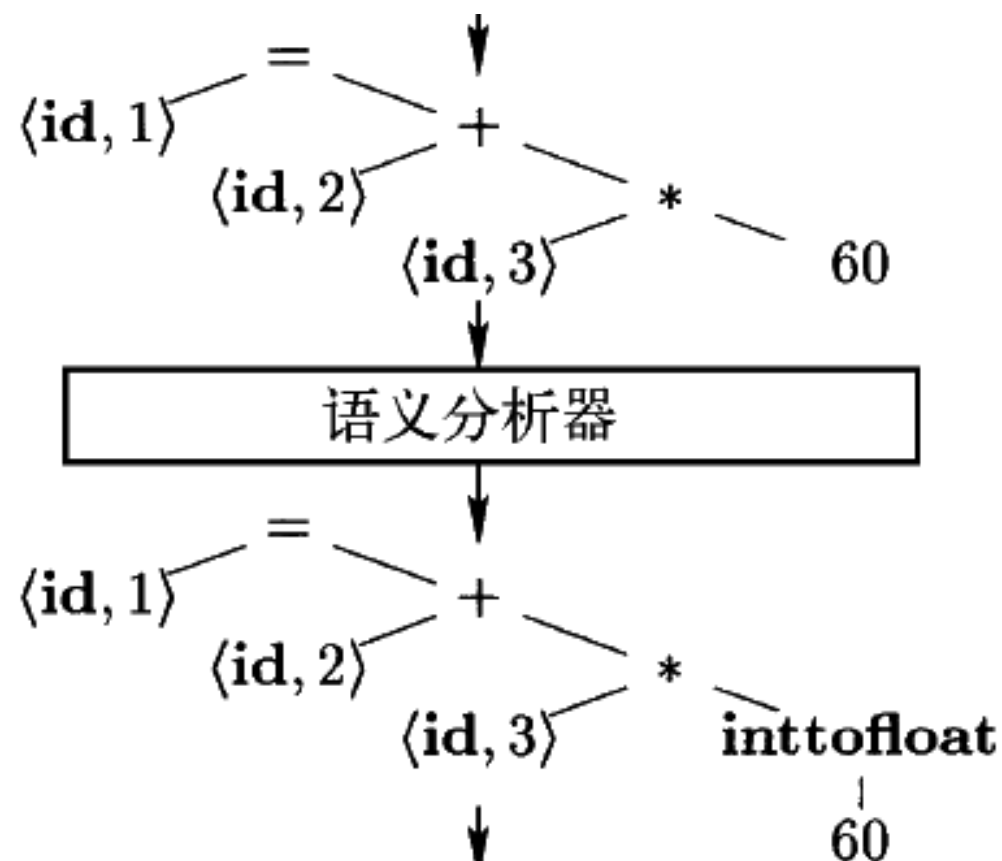 =
⟨id, 1⟩ +
⟨id, 2⟩ *
⟨id, 3⟩ 60
语义分析器
=
⟨id, 1⟩ +
⟨id, 2⟩ *
⟨id, 3⟩ inttofloat
60